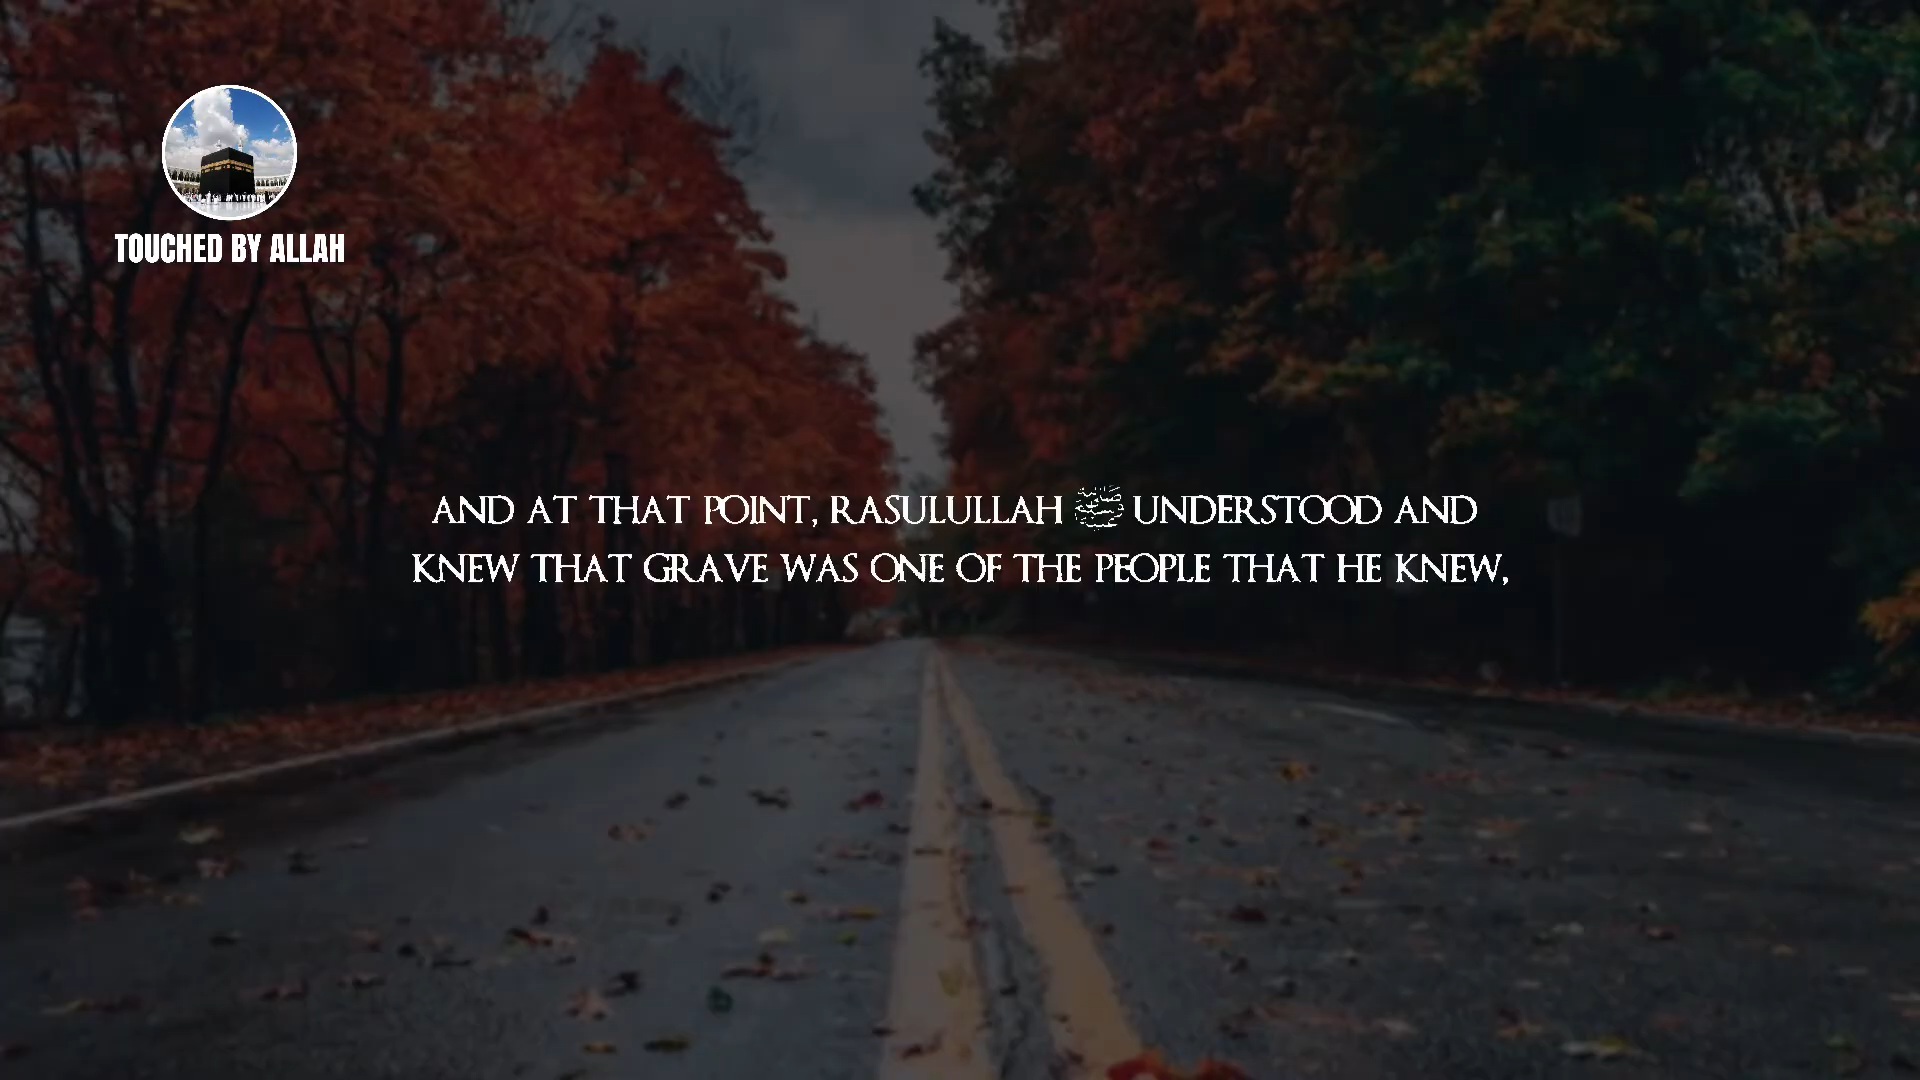 TOUCHED BY ALLAH
AND AT THAT POINT, RASULULLAH ﷺ UNDERSTOOD AND
KNEW THAT GRAVE WAS ONE OF THE PEOPLE THAT HE KNEW,